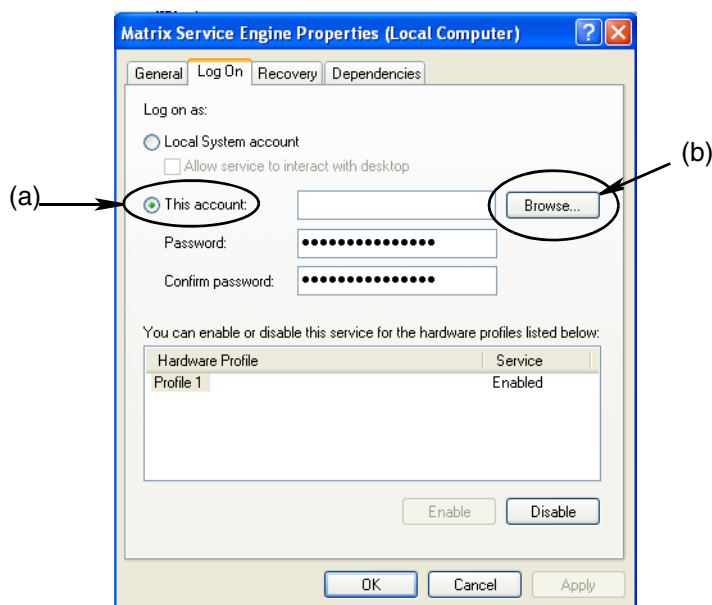 Matrix Service Engine Properties (Local Computer)
General Log On Recovery Dependencies
Log on as:
Local System account
Allow service to interact with desktop
(b)
(a) This account: Browse...
Password: ●●●●●●●●●●●●●●●
Confirm password: ●●●●●●●●●●●●●●●
You can enable or disable this service for the hardware profiles listed below:
Hardware Profile Service
Profile 1 Enabled
Enable Disable
OK Cancel Apply